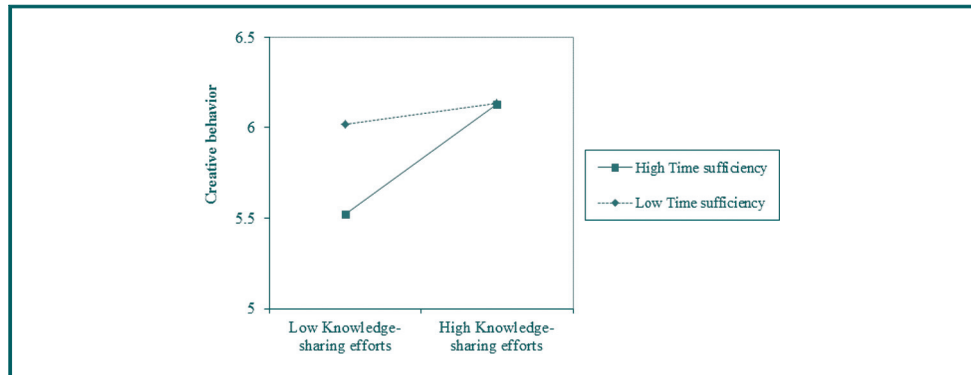 6.5
6
5.5
5
Creative behavior
Low Knowledge-
sharing efforts
High Knowledge-
sharing efforts
High Time sufficiency
Low Time sufficiency